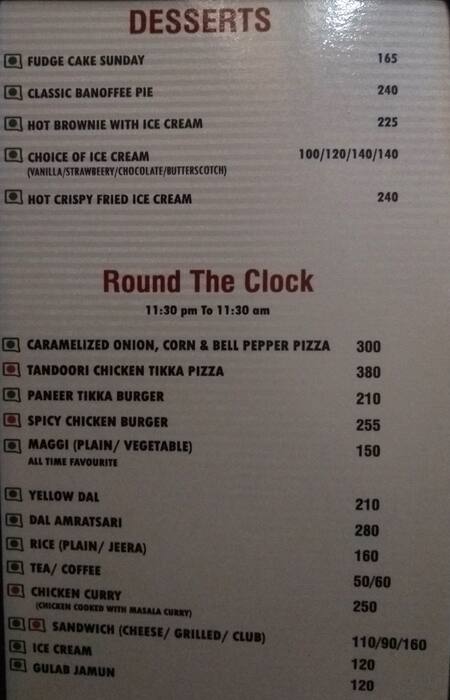 DESSERTS
FUDGE CAKE SUNDAY 165
CLASSIC BANOFFEE PIE 240
HOT BROWNIE WITH ICE CREAM 225
CHOICE OF ICE CREAM 100/120/140/140
(VANILLA/STRAWBEERY/CHOCOLATE/BUTTERSCOTCH)
HOT CRISPY FRIED ICE CREAM 240
Round The Clock
11:30 pm To 11:30 am
CARAMELIZED ONION, CORN & BELL PEPPER PIZZA 300
TANDOORI CHICKEN TIKKA PIZZA 380
PANEER TIKKA BURGER 210
SPICY CHICKEN BURGER 255
MAGGI (PLAIN/ VEGETABLE) 150
ALL TIME FAVOURITE
YELLOW DAL 210
DAL AMRATSARI 280
RICE (PLAIN/ JEERA) 160
TEA/ COFFEE 50/60
CHICKEN CURRY 250
(CHICKEN COOKED WITH MASALA CURRY)
SANDWICH (CHEESE/ GRILLED/ CLUB) 110/90/160
ICE CREAM 120
GULAB JAMUN 120